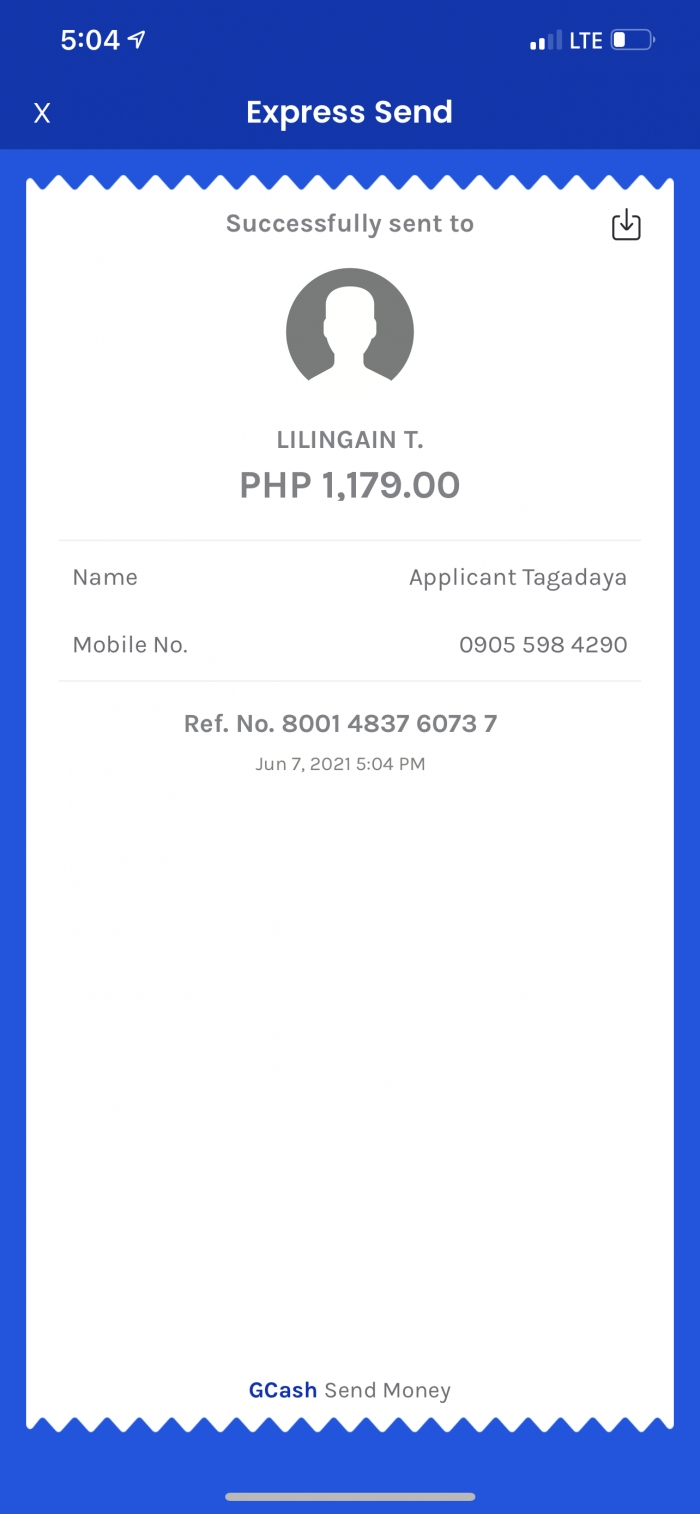 5:04 LTE
X Express Send
Successfully sent to
LILINGAIN T.
PHP 1,179.00
Name Applicant Tagadaya
Mobile No. 0905 598 4290
Ref. No. 8001 4837 6073 7
Jun 7, 2021 5:04 PM
GCash Send Money